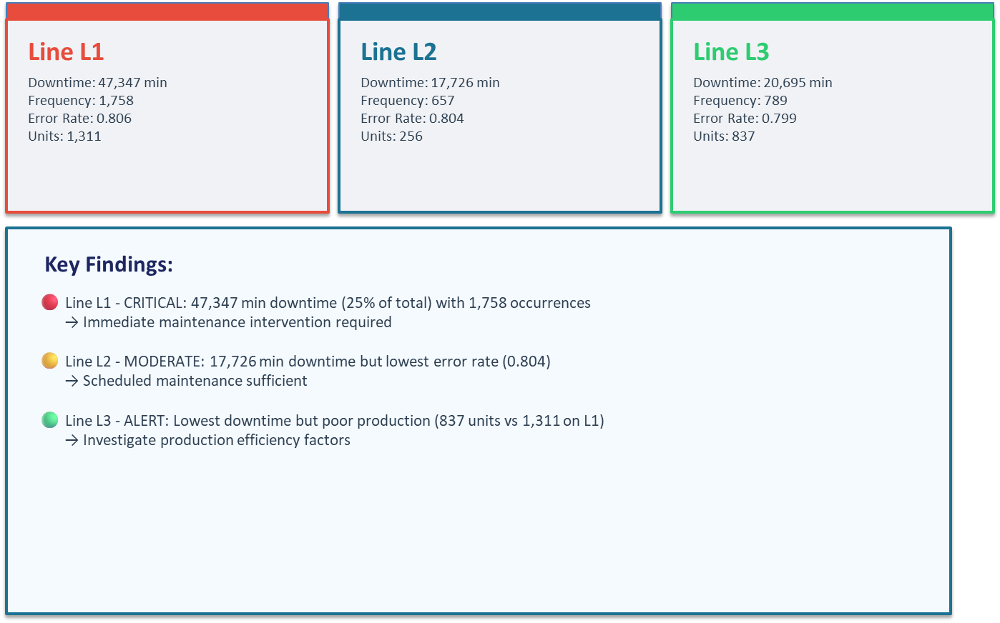 Line L1
Downtime: 47,347 min
Frequency: 1,758
Error Rate: 0.806
Units: 1,311
Line L2
Downtime: 17,726 min
Frequency: 657
Error Rate: 0.804
Units: 256
Line L3
Downtime: 20,695 min
Frequency: 789
Error Rate: 0.799
Units: 837
Key Findings:
Line L1 - CRITICAL: 47,347 min downtime (25% of total) with 1,758 occurrences
→ Immediate maintenance intervention required
Line L2 - MODERATE: 17,726 min downtime but lowest error rate (0.804)
→ Scheduled maintenance sufficient
Line L3 - ALERT: Lowest downtime but poor production (837 units vs 1,311 on L1)
→ Investigate production efficiency factors